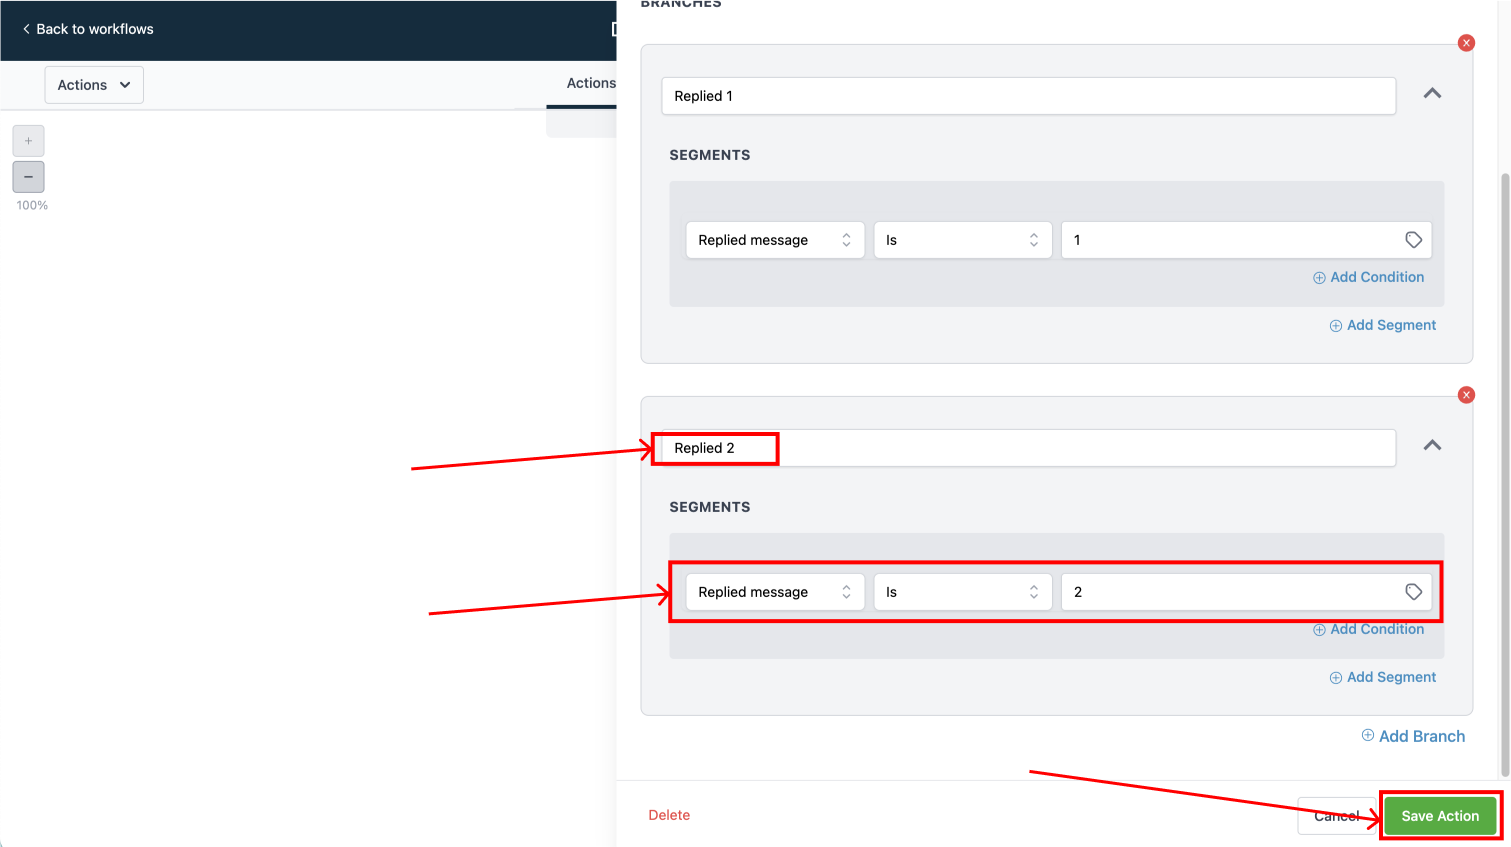 BRANCHES
Back to workflows
Actions
Actions
Replied 1
SEGMENTS
Replied message Is 1
Add Condition
Add Segment
100%
Replied 2
SEGMENTS
Replied message Is 2
Add Condition
Add Segment
Add Branch
Delete
Cancel
Save Action